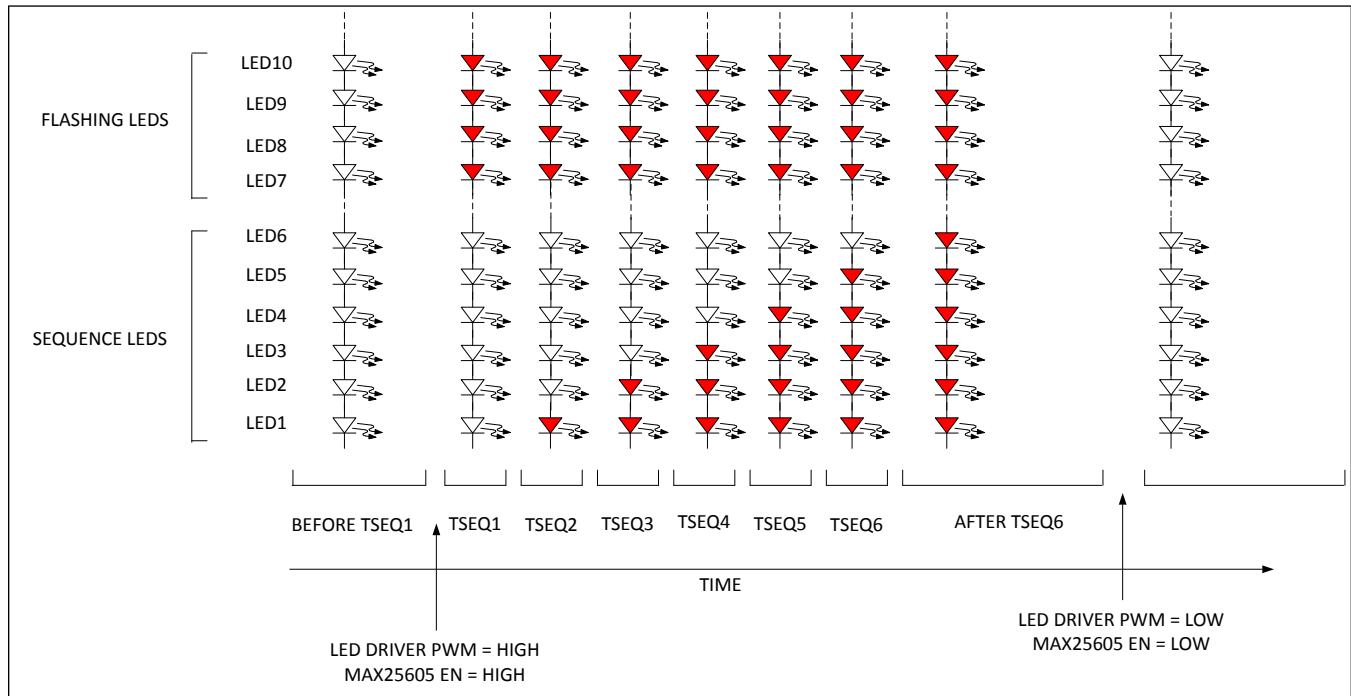 FLASHING LEDS
LED10
LED9
LED8
LED7
SEQUENCE LEDS
LED6
LED5
LED4
LED3
LED2
LED1
BEFORE TSEQ1
TSEQ1
TSEQ2
TSEQ3
TSEQ4
TSEQ5
TSEQ6
AFTER TSEQ6
TIME
LED DRIVER PWM = HIGH
MAX25605 EN = HIGH
LED DRIVER PWM = LOW
MAX25605 EN = LOW